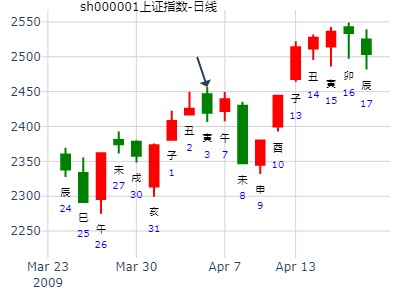 sh000001上证指数-日线
2550
2500
2450
2400
2350
2300
2250
辰
24
巳
25
午
26
未
27
戌
30
亥
31
子
1
丑
2
寅
3
午
7
未
8
申
9
酉
10
子
13
丑
14
寅
15
卯
16
辰
17
Mar 23
2009
Mar 30
Apr 7
Apr 13